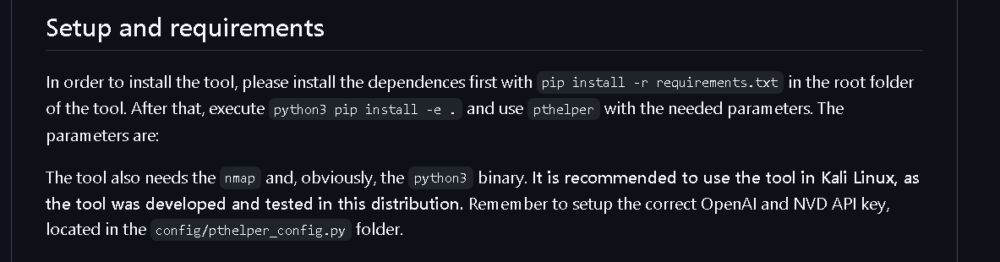 Setup and requirements
In order to install the tool, please install the dependences first with pip install -r requirements.txt in the root folder
of the tool. After that, execute python3 pip install -e . and use pthelper with the needed parameters. The
parameters are:
The tool also needs the nmap and, obviously, the python3 binary. It is recommended to use the tool in Kali Linux, as
the tool was developed and tested in this distribution. Remember to setup the correct OpenAI and NVD API key,
located in the config/pthelper_config.py folder.